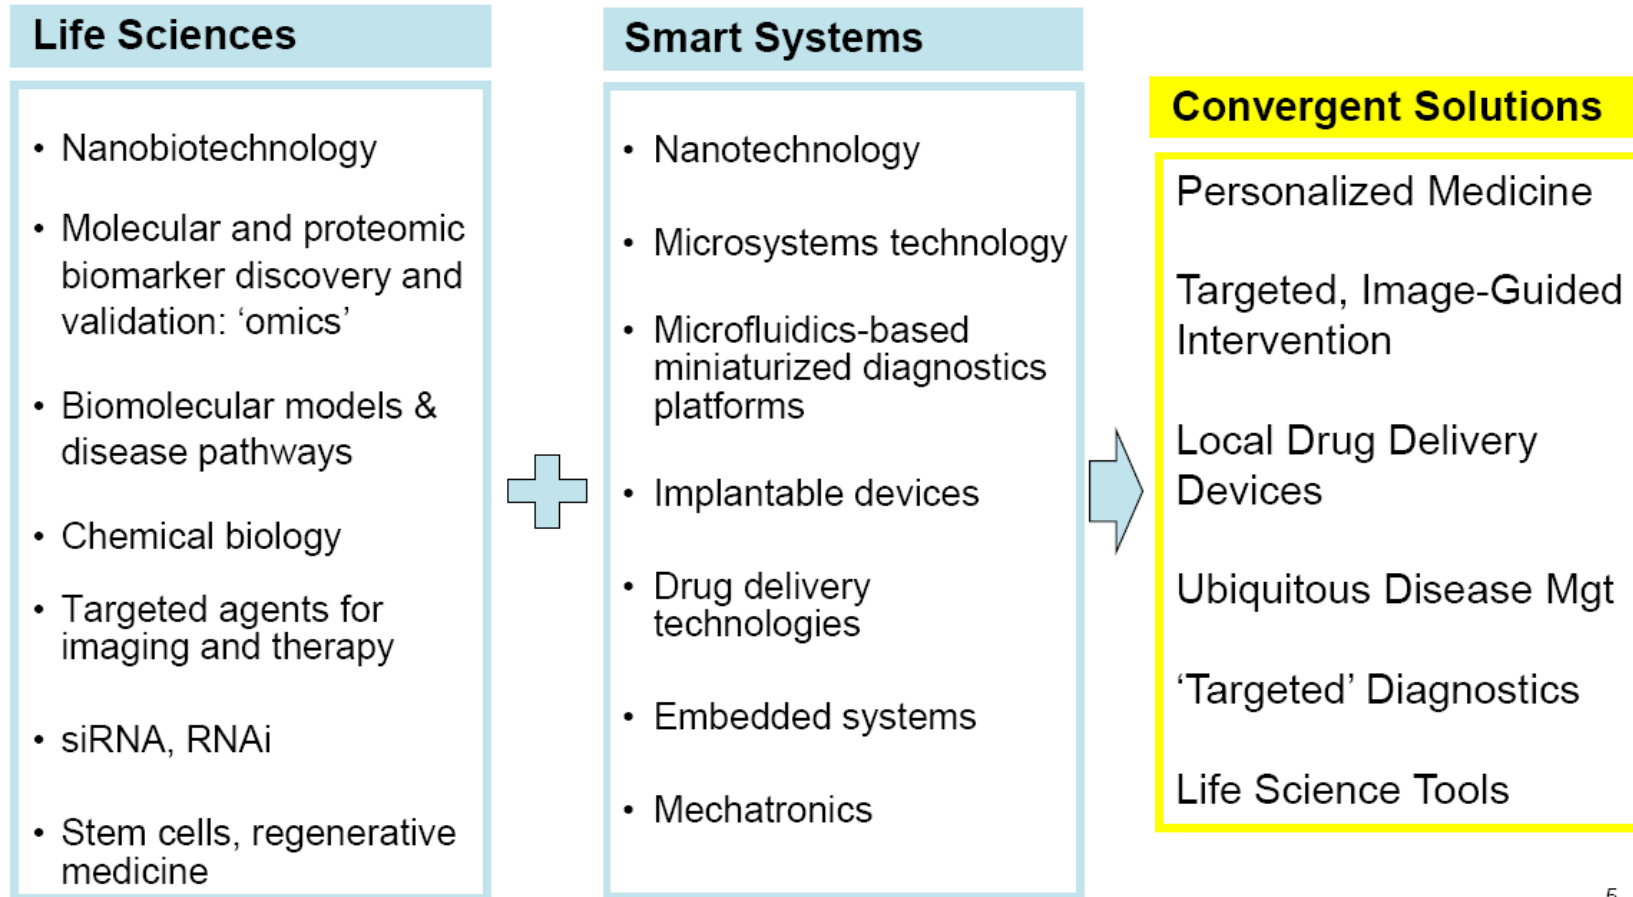 Life Sciences
• Nanobiotechnology
• Molecular and proteomic
biomarker discovery and
validation: ‘omics’
• Biomolecular models &
disease pathways
• Chemical biology
• Targeted agents for
imaging and therapy
• siRNA, RNAi
• Stem cells, regenerative
medicine
Smart Systems
• Nanotechnology
• Microsystems technology
• Microfluidics-based
miniaturized diagnostics
platforms
• Implantable devices
• Drug delivery
technologies
• Embedded systems
• Mechatronics
Convergent Solutions
Personalized Medicine
Targeted, Image-Guided
Intervention
Local Drug Delivery
Devices
Ubiquitous Disease Mgt
‘Targeted’ Diagnostics
Life Science Tools
5